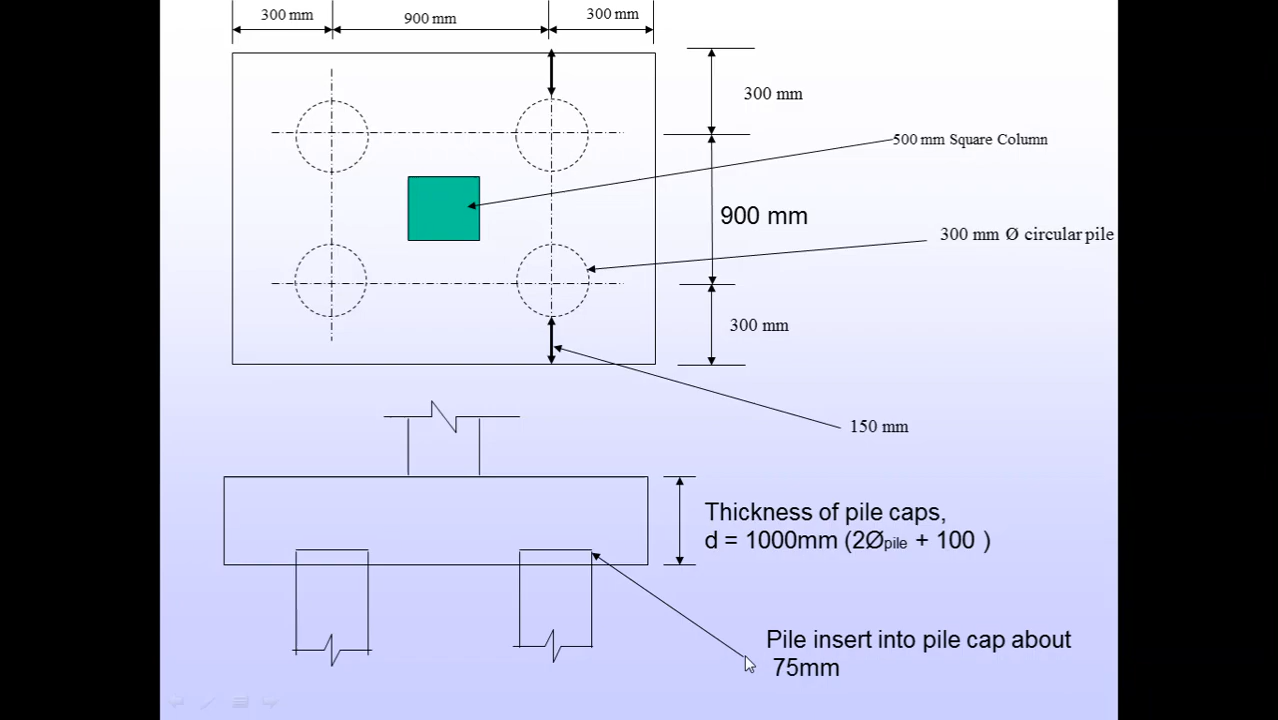 300 mm
900 mm
300 mm
300 mm
500 mm Square Column
900 mm
300 mm Ø circular pile
300 mm
150 mm
Thickness of pile caps,
d = 1000mm (2Øpile + 100 )
Pile insert into pile cap about
75mm